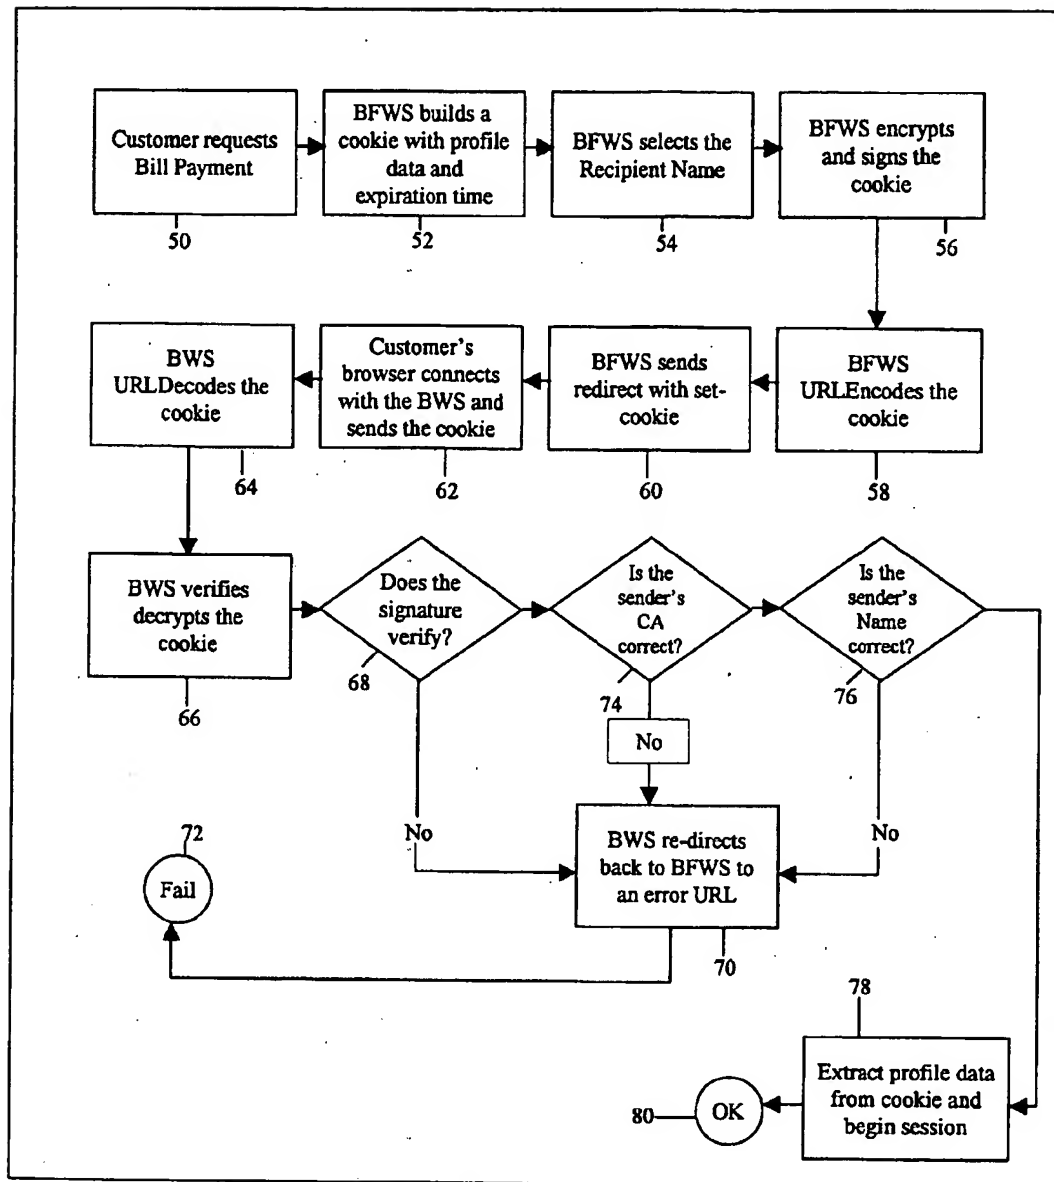 Customer requests
Bill Payment
50
BFWS builds a
cookie with profile
data and
expiration time
52
BFWS selects the
Recipient Name
54
BFWS encrypts
and signs the
cookie
56
BFWS
URLEncodes the
cookie
58
BFWS sends
redirect with set-
cookie
60
Customer's
browser connects
with the BWS and
sends the cookie
62
BWS
URLDecodes the
cookie
64
BWS verifies
decrypts the
cookie
66
Does the
signature
verify?
68
Is the
sender's
CA
correct?
74
Is the
sender's
Name
correct?
76
No
No
No
BWS re-directs
back to BFWS to
an error URL
70
72
Fail
78
Extract profile data
from cookie and
begin session
80
OK